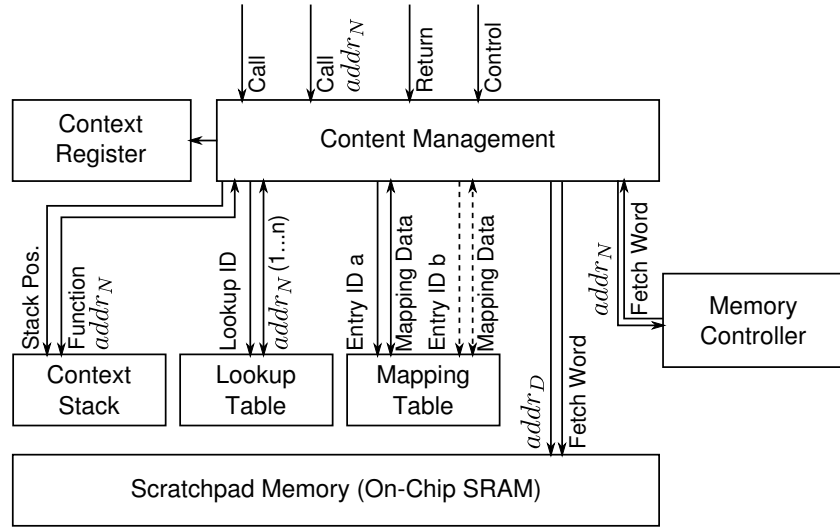 Call
Call
addr_N
Return
Control
Context
Register
Content Management
Stack Pos.
Function
addr_N
Lookup ID
addr_N (1...n)
Entry ID a
Mapping Data
Entry ID b
Mapping Data
addr_D
Fetch Word
addr_N
Fetch Word
Memory
Controller
Context
Stack
Lookup
Table
Mapping
Table
Scratchpad Memory (On-Chip SRAM)